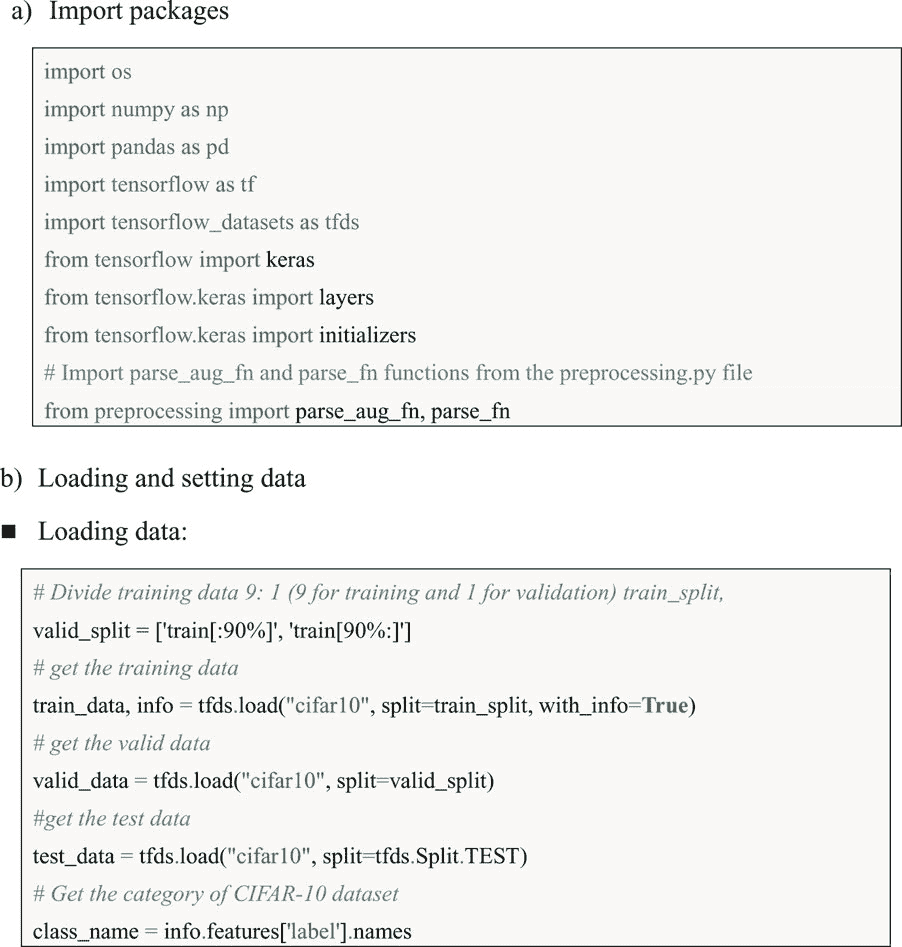 a) Import packages
import os
import numpy as np
import pandas as pd
import tensorflow as tf
import tensorflow_datasets as tfds
from tensorflow import keras
from tensorflow.keras import layers
from tensorflow.keras import initializers
# Import parse_aug_fn and parse_fn functions from the preprocessing.py file
from preprocessing import parse_aug_fn, parse_fn
b) Loading and setting data
■ Loading data:
# Divide training data 9: 1 (9 for training and 1 for validation) train_split,
valid_split = ['train[:90%]', 'train[90%:]']
# get the training data
train_data, info = tfds.load("cifar10", split=train_split, with_info=True)
# get the valid data
valid_data = tfds.load("cifar10", split=valid_split)
#get the test data
test_data = tfds.load("cifar10", split=tfds.Split.TEST)
# Get the category of CIFAR-10 dataset
class_name = info.features['label'].names